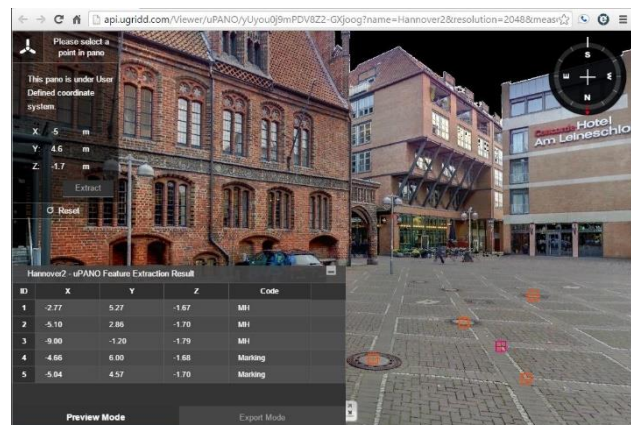 api.ugridd.com/Viewer/uPANO/yUyou0j9mPDV8Z2-GXjoog?name=Hannover2&resolution=2048&meas
Please select a
point in pano
This pano is under User
Defined coordinate
system.
X: -5 m
Y: 4.6 m
Z: -1.7 m
Extract
Reset
S
N
Concorde Hotel
Am Leineschlo
Hannover2 - uPANO Feature Extraction Result
ID X Y Z Code
1 -2.77 5.27 -1.67 MH
2 -5.10 2.86 -1.70 MH
3 -9.00 -1.20 -1.79 MH
4 -4.66 6.00 -1.68 Marking
5 -5.04 4.57 -1.70 Marking
Preview Mode Export Mode